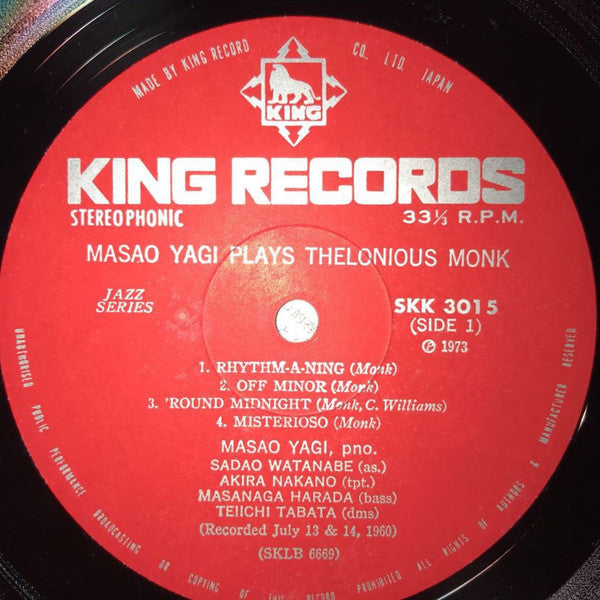 MADE BY KING RECORD CO., LTD. JAPAN
KING
KING RECORDS
STEREOPHONIC
33⅓ R.P.M.
MASAO YAGI PLAYS THELONIOUS MONK
JAZZ
SERIES
SKK 3015
(SIDE 1)
℗ 1973
1. RHYTHM-A-NING (Monk)
2. OFF MINOR (Monk)
3. 'ROUND MIDNIGHT (Monk, C. Williams)
4. MISTERIOSO (Monk)
MASAO YAGI, pno.
SADAO WATANABE (as.)
AKIRA NAKANO (tpt.)
MASANAGA HARADA (bass)
TEIICHI TABATA (dms)
(Recorded July 13 & 14, 1960)
(SKLB 6669)
UNAUTHORISED PUBLIC PERFORMANCE BROADCASTING OR COPYING OF THIS RECORD PROHIBITED ALL RIGHTS OF AUTHORS & MANUFACTURED RESERVED.